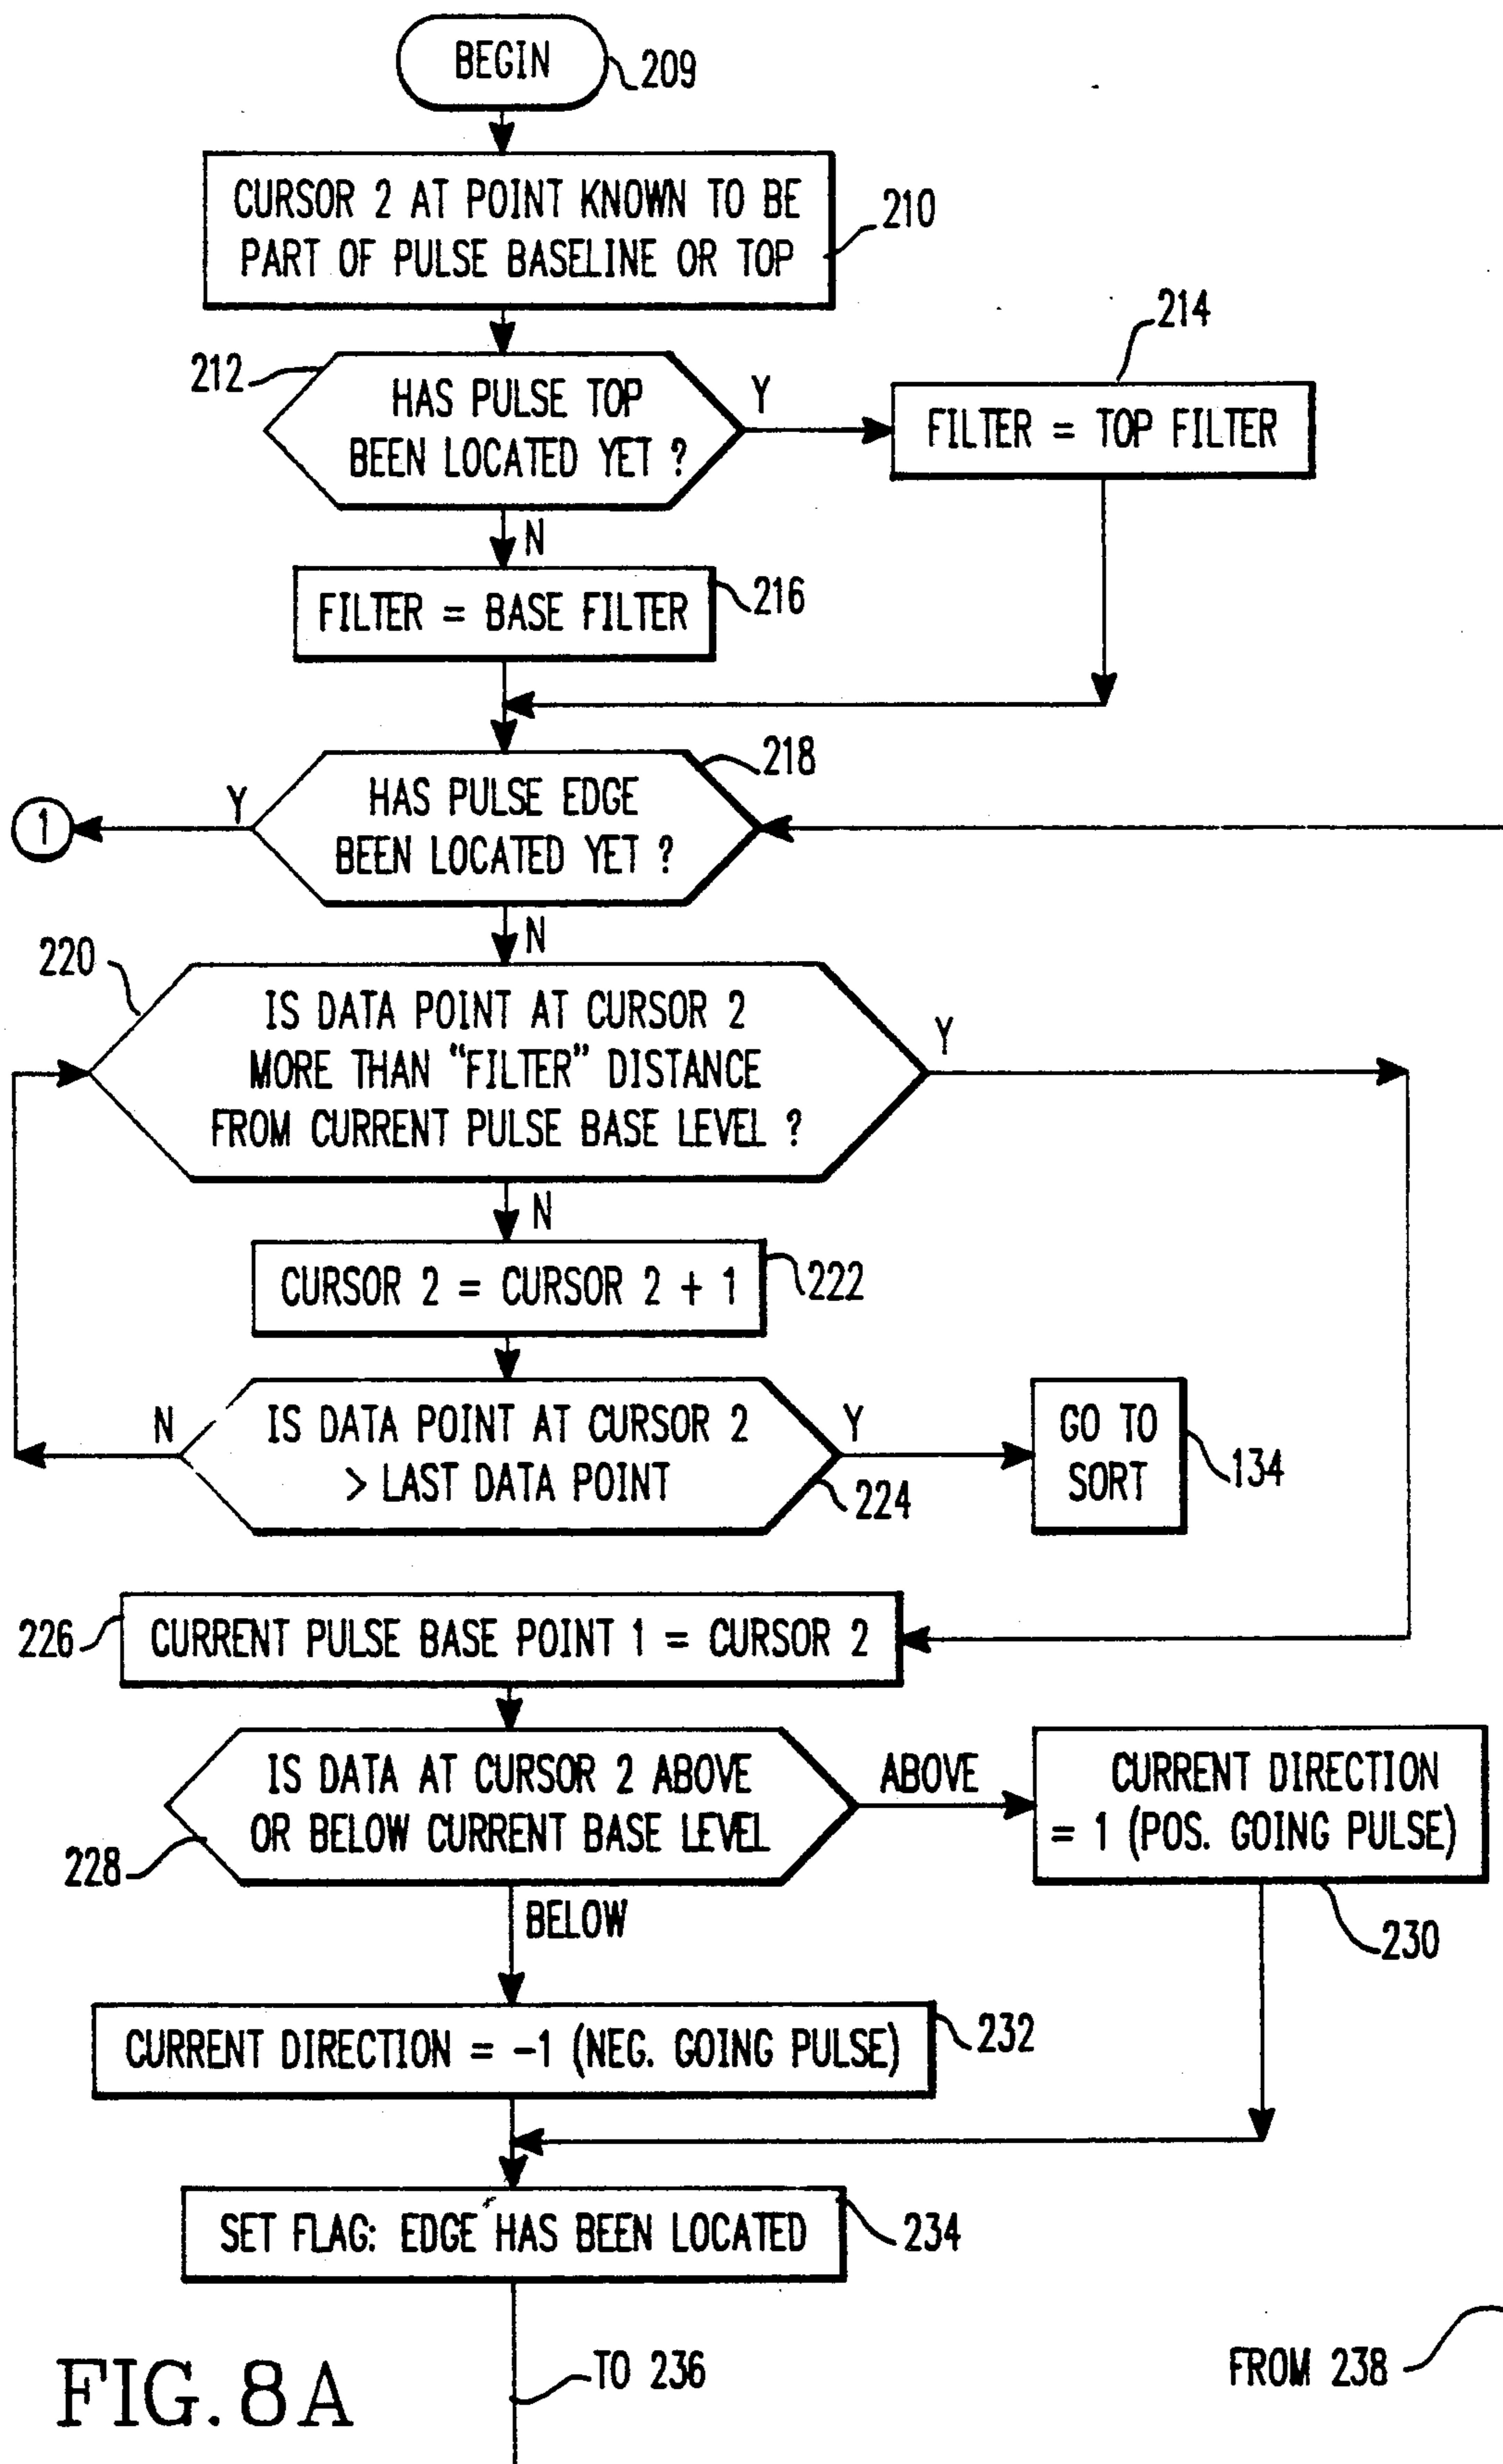 BEGIN
209
CURSOR 2 AT POINT KNOWN TO BE
PART OF PULSE BASELINE OR TOP
210
212
HAS PULSE TOP
BEEN LOCATED YET ?
Y
214
FILTER = TOP FILTER
N
FILTER = BASE FILTER
216
218
HAS PULSE EDGE
BEEN LOCATED YET ?
Y
1
N
220
IS DATA POINT AT CURSOR 2
MORE THAN "FILTER" DISTANCE
FROM CURRENT PULSE BASE LEVEL ?
Y
N
CURSOR 2 = CURSOR 2 + 1
222
N
IS DATA POINT AT CURSOR 2
> LAST DATA POINT
Y
224
GO TO
SORT
134
226
CURRENT PULSE BASE POINT 1 = CURSOR 2
IS DATA AT CURSOR 2 ABOVE
OR BELOW CURRENT BASE LEVEL
228
ABOVE
CURRENT DIRECTION
= 1 (POS. GOING PULSE)
230
BELOW
CURRENT DIRECTION = -1 (NEG. GOING PULSE)
232
SET FLAG: EDGE HAS BEEN LOCATED
234
TO 236
FROM 238
FIG. 8A